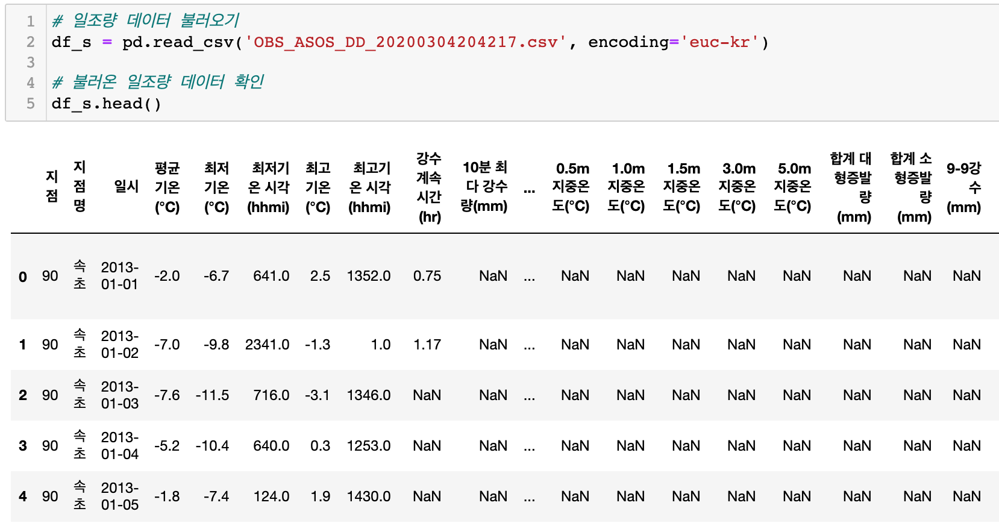 1 # 일조량 데이터 불러오기
2 df_s = pd.read_csv('OBS_ASOS_DD_20200304204217.csv', encoding='euc-kr')
3
4 # 불러온 일조량 데이터 확인
5 df_s.head()
지점 지점명 일시 평균기온(°C) 최저기온(°C) 최저기온 시각(hhmi) 최고기온(°C) 최고기온 시각(hhmi) 강수계속시간(hr) 10분 최다 강수량(mm) ... 0.5m 지중온도(°C) 1.0m 지중온도(°C) 1.5m 지중온도(°C) 3.0m 지중온도(°C) 5.0m 지중온도(°C) 합계 대형증발량(mm) 합계 소형증발량(mm) 9-9강수(mm)
0 90 속초 2013-01-01 -2.0 -6.7 641.0 2.5 1352.0 0.75 NaN ... NaN NaN NaN NaN NaN NaN NaN NaN
1 90 속초 2013-01-02 -7.0 -9.8 2341.0 -1.3 1.0 1.17 NaN ... NaN NaN NaN NaN NaN NaN NaN NaN
2 90 속초 2013-01-03 -7.6 -11.5 716.0 -3.1 1346.0 NaN NaN ... NaN NaN NaN NaN NaN NaN NaN NaN
3 90 속초 2013-01-04 -5.2 -10.4 640.0 0.3 1253.0 NaN NaN ... NaN NaN NaN NaN NaN NaN NaN NaN
4 90 속초 2013-01-05 -1.8 -7.4 124.0 1.9 1430.0 NaN NaN ... NaN NaN NaN NaN NaN NaN NaN NaN